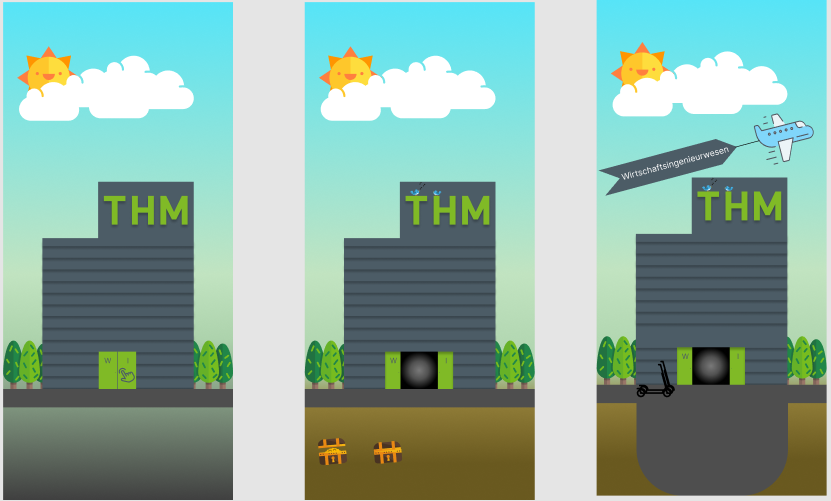 THM
W I
THM
W I
Wirtschaftsingenieurwesen
THM
W I